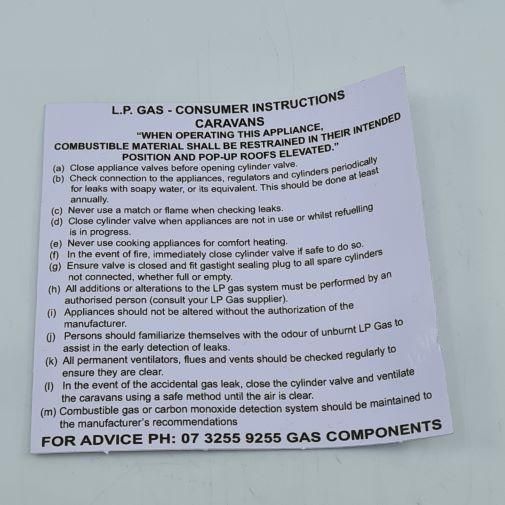 L.P. GAS - CONSUMER INSTRUCTIONS
CARAVANS
"WHEN OPERATING THIS APPLIANCE,
COMBUSTIBLE MATERIAL SHALL BE RESTRAINED IN THEIR INTENDED
POSITION AND POP-UP ROOFS ELEVATED."
(a) Close appliance valves before opening cylinder valve.
(b) Check connection to the appliances, regulators and cylinders periodically
for leaks with soapy water, or its equivalent. This should be done at least
annually.
(c) Never use a match or flame when checking leaks.
(d) Close cylinder valve when appliances are not in use or whilst refuelling
is in progress.
(e) Never use cooking appliances for comfort heating.
(f) In the event of fire, immediately close cylinder valve if safe to do so.
(g) Ensure valve is closed and fit gastight sealing plug to all spare cylinders
not connected, whether full or empty.
(h) All additions or alterations to the LP gas system must be performed by an
authorised person (consult your LP Gas supplier).
(i) Appliances should not be altered without the authorization of the
manufacturer.
(j) Persons should familiarize themselves with the odour of unburnt LP Gas to
assist in the early detection of leaks.
(k) All permanent ventilators, flues and vents should be checked regularly to
ensure they are clear.
(l) In the event of the accidental gas leak, close the cylinder valve and ventilate
the caravans using a safe method until the air is clear.
(m) Combustible gas or carbon monoxide detection system should be maintained to
the manufacturer's recommendations
FOR ADVICE PH: 07 3255 9255 GAS COMPONENTS